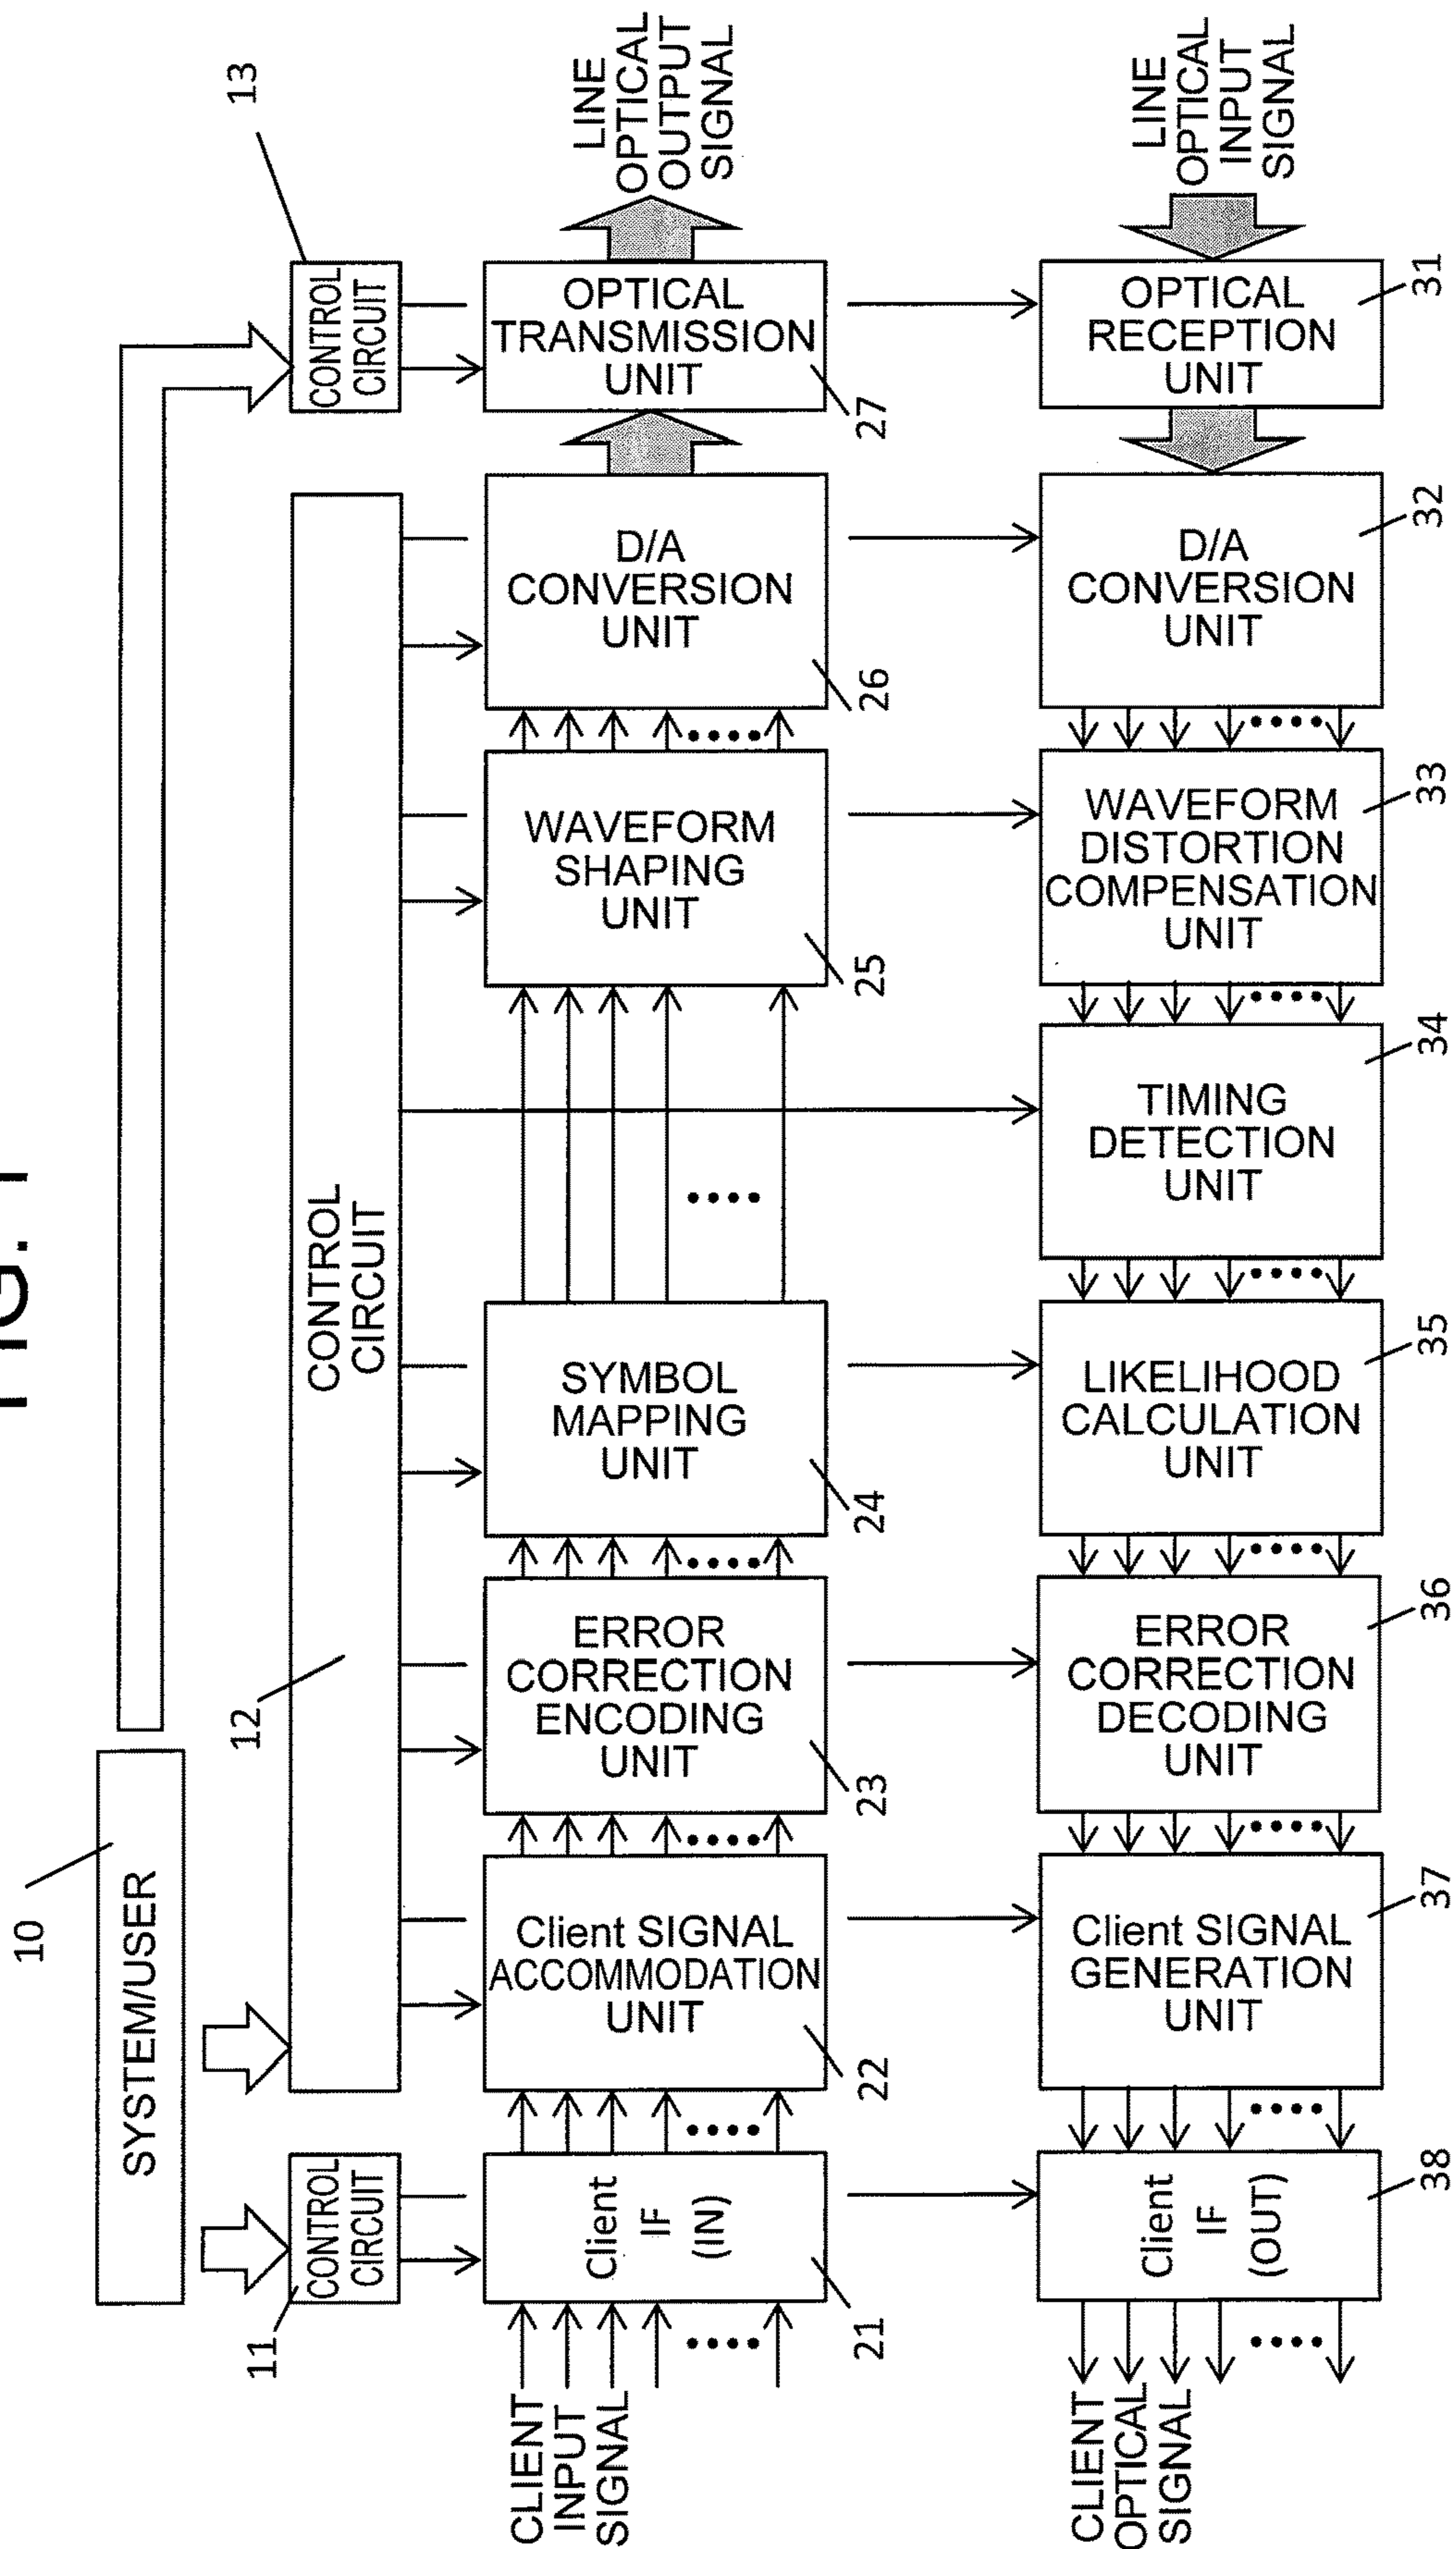 FIG. 1
10
SYSTEM/USER
13
11
CONTROL
CIRCUIT
12
CONTROL
CIRCUIT
CONTROL
CIRCUIT
CLIENT
INPUT
SIGNAL
Client
IF
(IN)
21
Client SIGNAL
ACCOMMODATION
UNIT
22
ERROR
CORRECTION
ENCODING
UNIT
23
SYMBOL
MAPPING
UNIT
24
WAVEFORM
SHAPING
UNIT
25
D/A
CONVERSION
UNIT
26
OPTICAL
TRANSMISSION
UNIT
27
LINE
OPTICAL
OUTPUT
SIGNAL
CLIENT
OPTICAL
SIGNAL
Client
IF
(OUT)
38
Client SIGNAL
GENERATION
UNIT
37
ERROR
CORRECTION
DECODING
UNIT
36
LIKELIHOOD
CALCULATION
UNIT
35
TIMING
DETECTION
UNIT
34
WAVEFORM
DISTORTION
COMPENSATION
UNIT
33
D/A
CONVERSION
UNIT
32
OPTICAL
RECEPTION
UNIT
31
LINE
OPTICAL
INPUT
SIGNAL